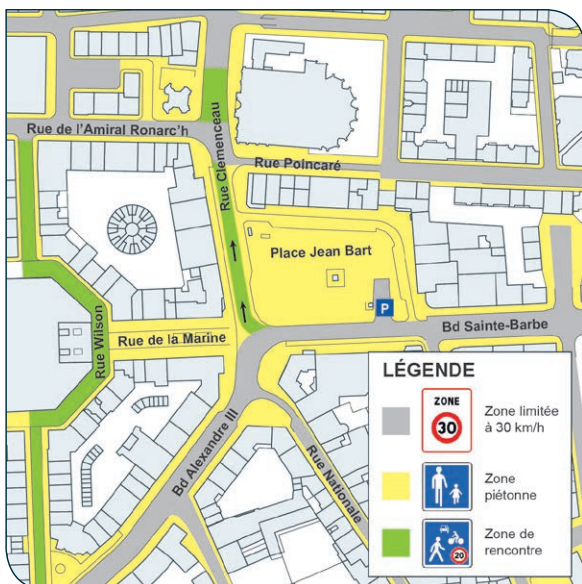 Rue de l'Amiral Ronarc'h
Rue Clemenceau
Rue Poincaré
Place Jean Bart
P
Rue Wilson
Rue de la Marine
Bd Sainte-Barbe
Bd Alexandre III
Rue Nationale
LÉGENDE
ZONE
30
Zone limitée
à 30 km/h
Zone
piétonne
20
Zone de
rencontre